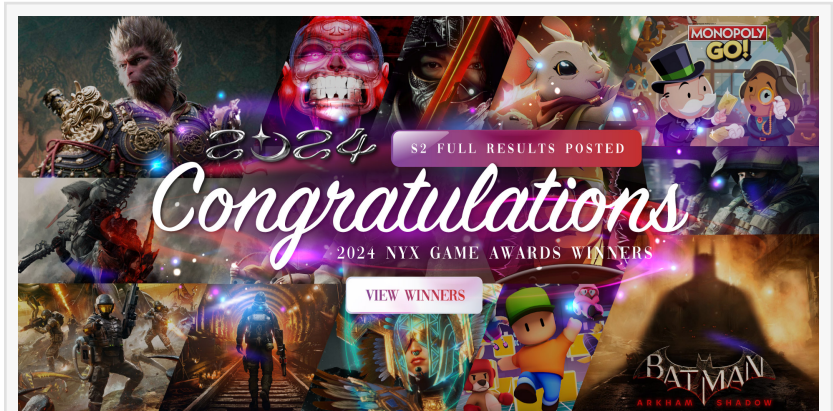 MONOPOLY
GO!
2024
S2 FULL RESULTS POSTED
Congratulations
2024 NYX GAME AWARDS WINNERS
VIEW WINNERS
BATMAN
ARKHAM SHADOW